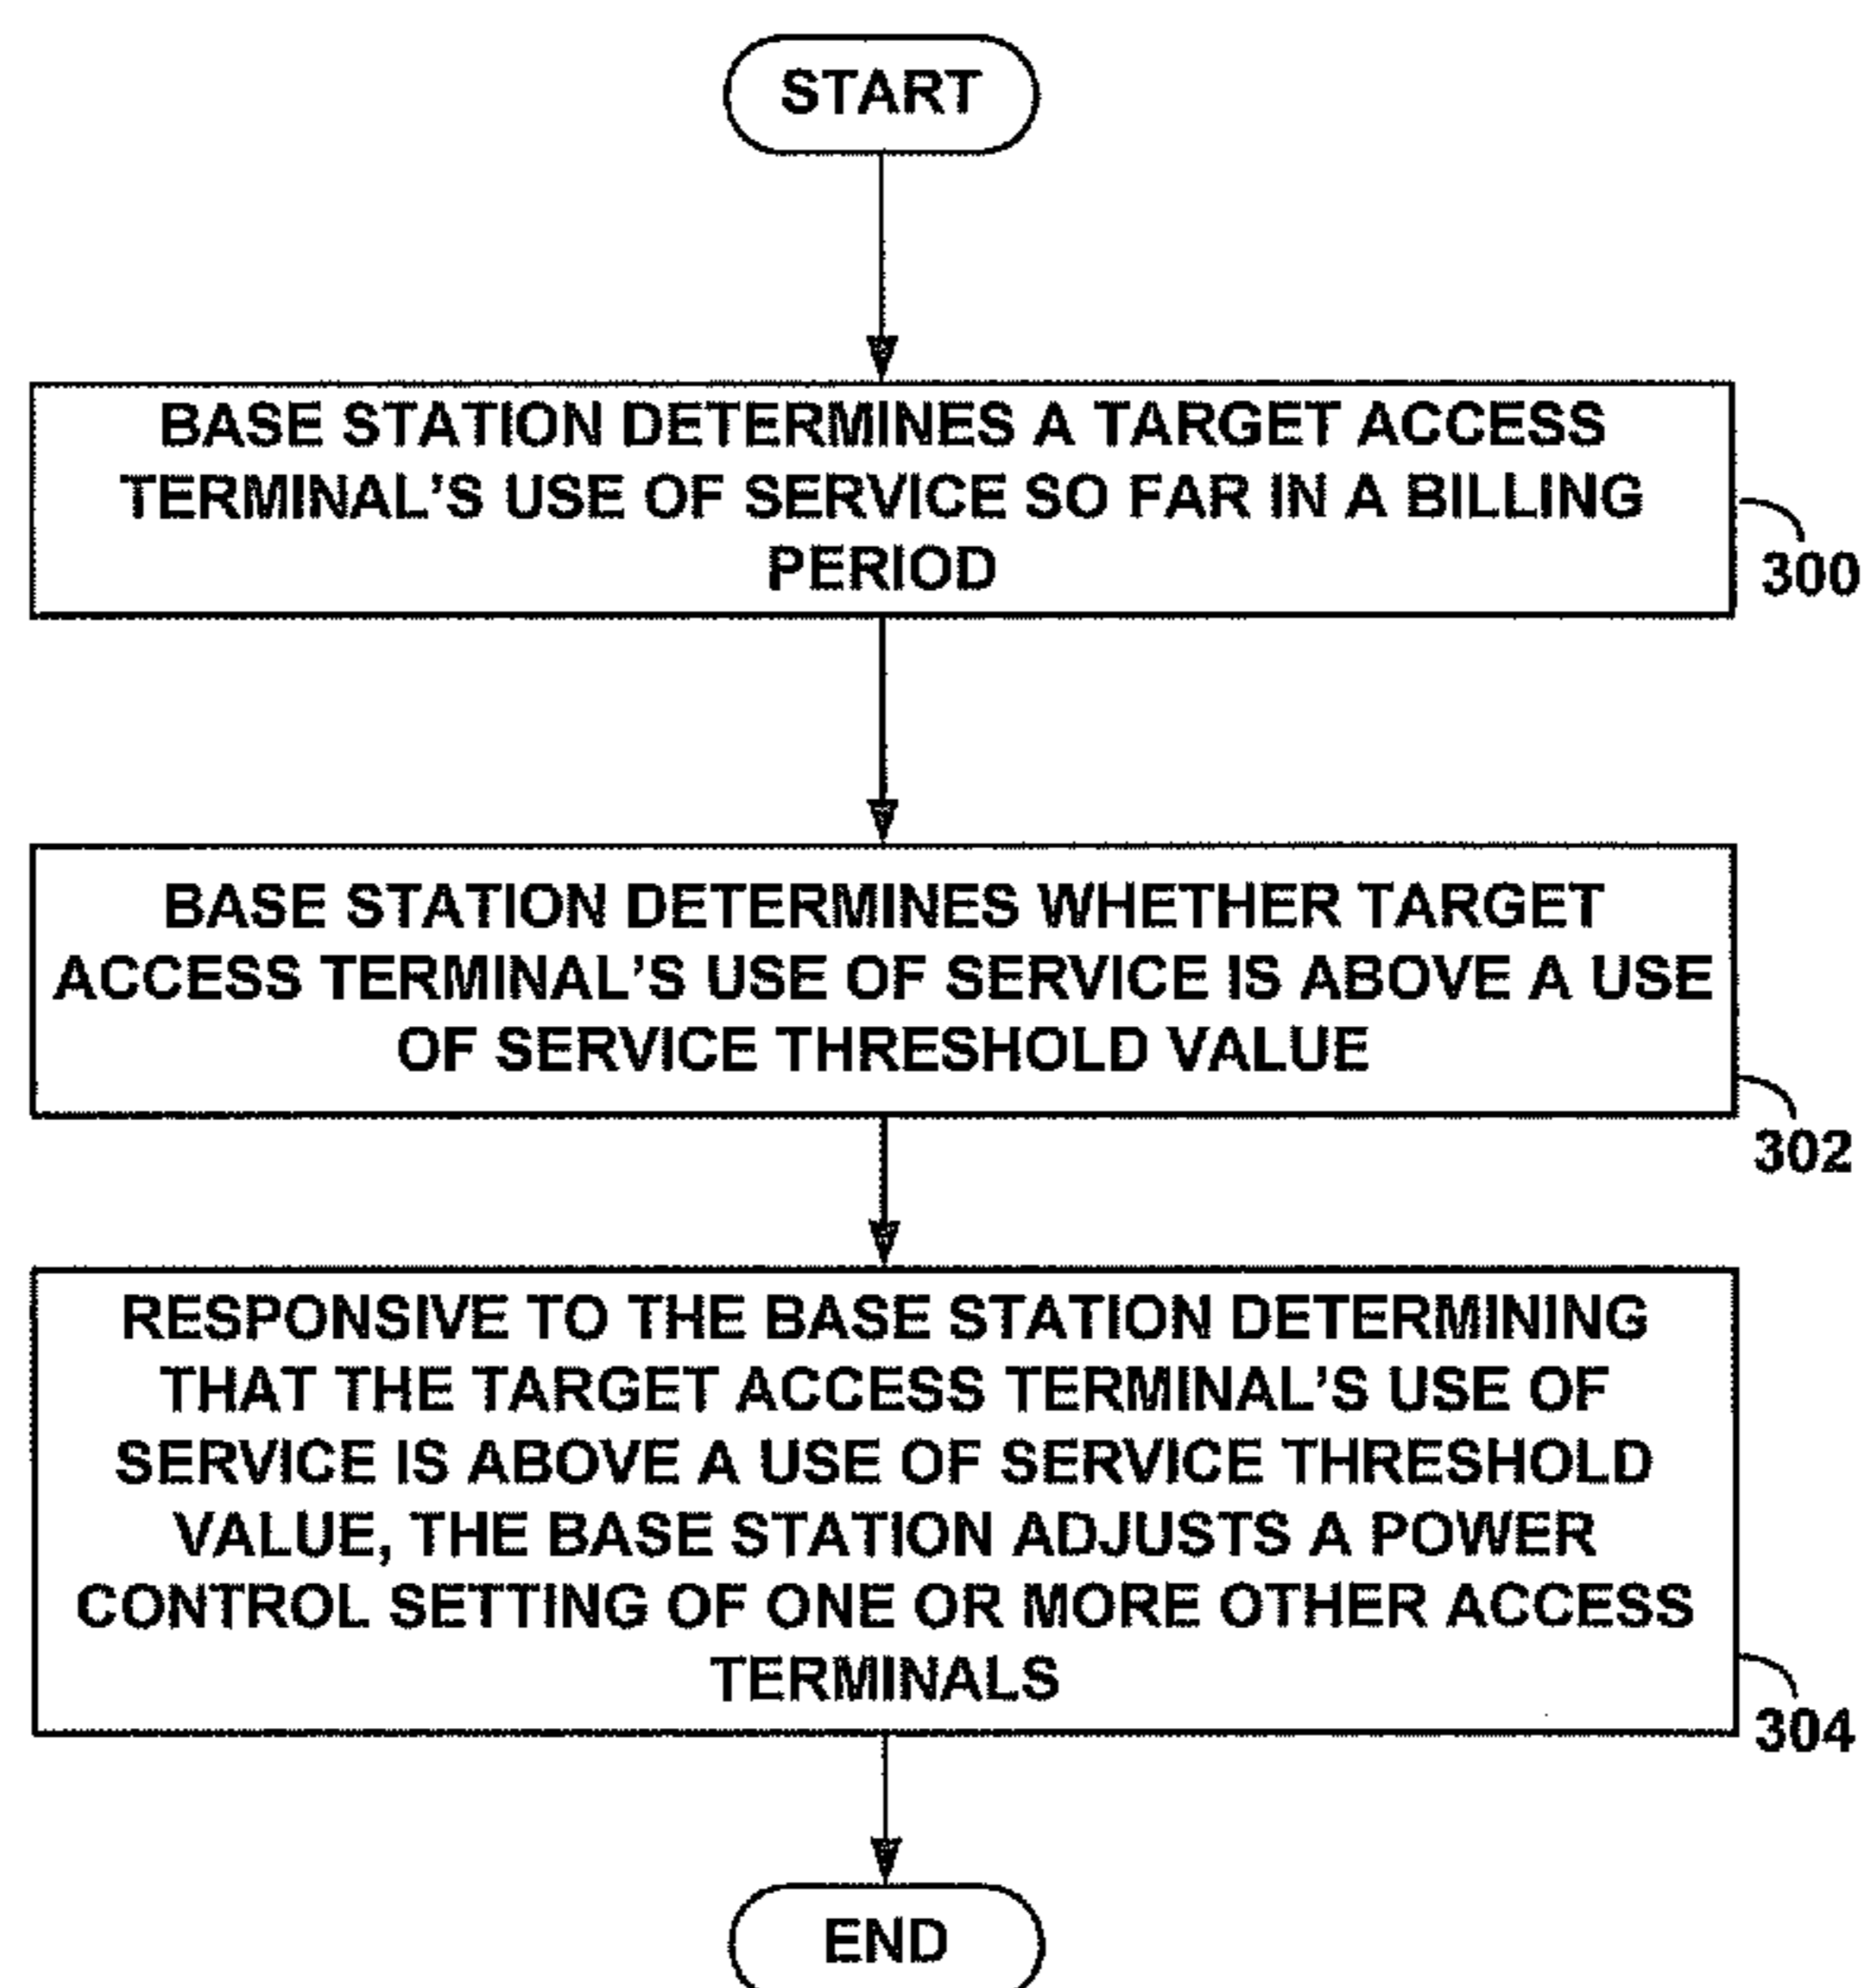 START
BASE STATION DETERMINES A TARGET ACCESS
TERMINAL'S USE OF SERVICE SO FAR IN A BILLING
PERIOD
300
BASE STATION DETERMINES WHETHER TARGET
ACCESS TERMINAL'S USE OF SERVICE IS ABOVE A USE
OF SERVICE THRESHOLD VALUE
302
RESPONSIVE TO THE BASE STATION DETERMINING
THAT THE TARGET ACCESS TERMINAL'S USE OF
SERVICE IS ABOVE A USE OF SERVICE THRESHOLD
VALUE, THE BASE STATION ADJUSTS A POWER
CONTROL SETTING OF ONE OR MORE OTHER ACCESS
TERMINALS
304
END